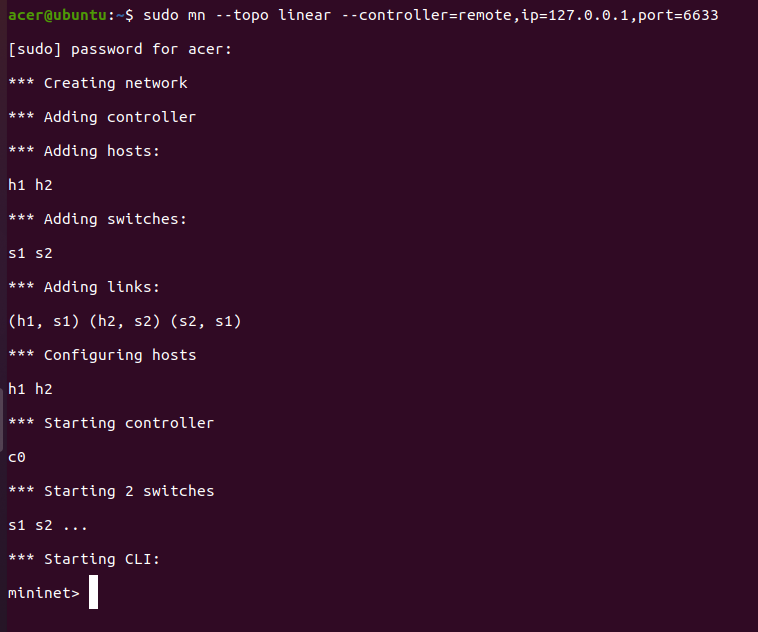 acer@ubuntu:~$ sudo mn --topo linear --controller=remote,ip=127.0.0.1,port=6633
[sudo] password for acer:
*** Creating network
*** Adding controller
*** Adding hosts:
h1 h2
*** Adding switches:
s1 s2
*** Adding links:
(h1, s1) (h2, s2) (s2, s1)
*** Configuring hosts
h1 h2
*** Starting controller
c0
*** Starting 2 switches
s1 s2 ...
*** Starting CLI:
mininet>